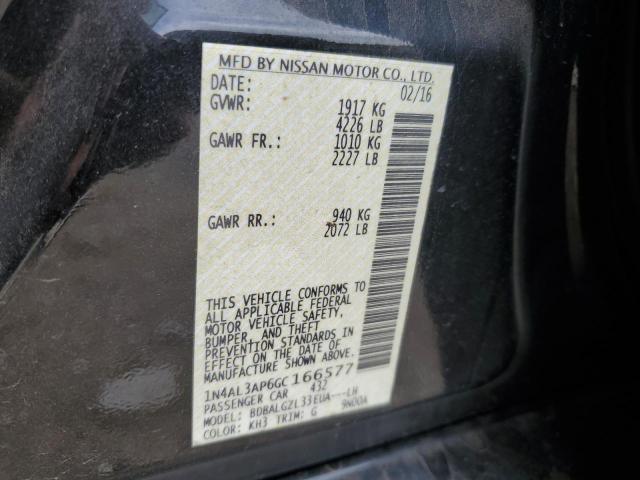 MFD BY NISSAN MOTOR CO., LTD.
DATE: 02/16
GVWR: 1917 KG
4226 LB
GAWR FR.: 1010 KG
2227 LB
GAWR RR.: 940 KG
2072 LB
THIS VEHICLE CONFORMS TO
ALL APPLICABLE FEDERAL
MOTOR VEHICLE SAFETY,
BUMPER, AND THEFT
PREVENTION STANDARDS IN
EFFECT ON THE DATE OF
MANUFACTURE SHOWN ABOVE.
1N4AL3AP6GC166577
PASSENGER CAR 432
MODEL: BDBALGZL33EUA---LH
COLOR: KH3 TRIM: G 9N00A